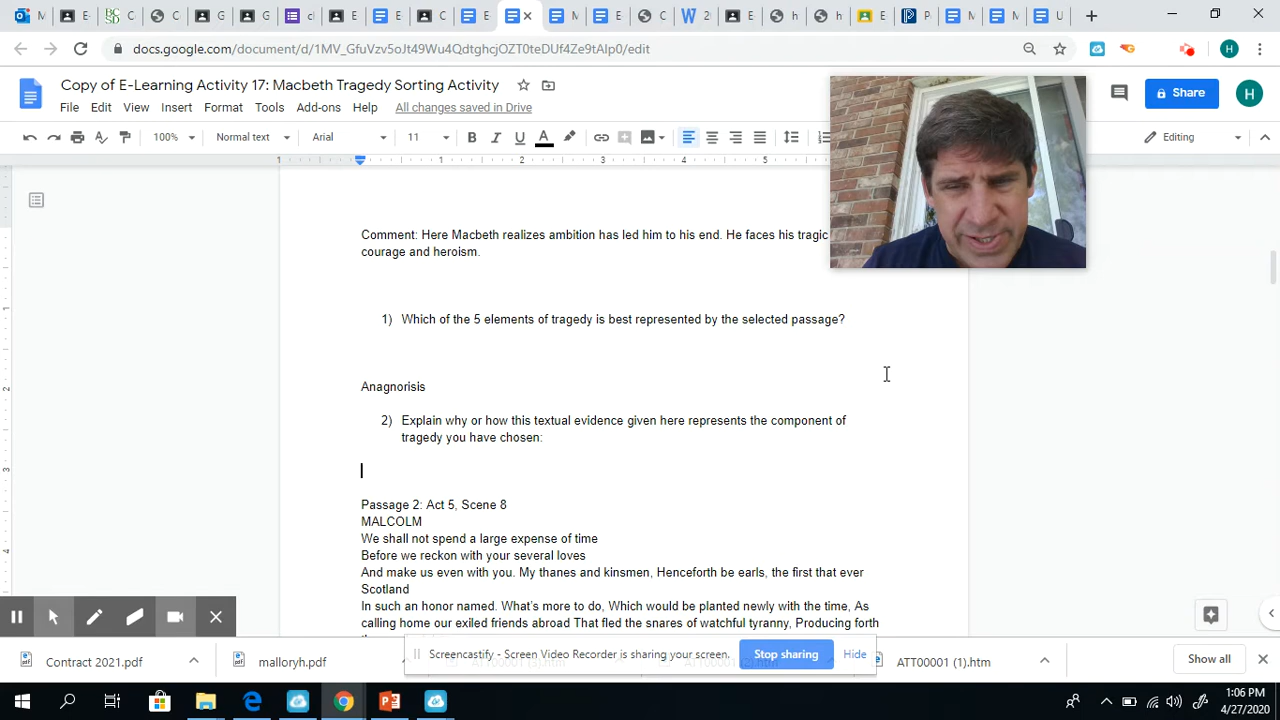 docs.google.com/document/d/1MV_GfuVzv5oUt49Wu4QdtghcjOZT0teDUf4Ze9tAlp0/edit
Copy of E-Learning Activity 17: Macbeth Tragedy Sorting Activity
File Edit View Insert Format Tools Add-ons Help All changes saved in Drive
Share
H
100% Normal text Arial 11 B I U A Editing
1 1 2 3 4 5
Comment: Here Macbeth realizes ambition has led him to his end. He faces his tragic
courage and heroism.
1) Which of the 5 elements of tragedy is best represented by the selected passage?
Anagnorisis
2) Explain why or how this textual evidence given here represents the component of
tragedy you have chosen:
Passage 2: Act 5, Scene 8
MALCOLM
We shall not spend a large expense of time
Before we reckon with your several loves
And make us even with you. My thanes and kinsmen, Henceforth be earls, the first that ever
Scotland
In such an honor named. What's more to do, Which would be planted newly with the time, As
calling home our exiled friends abroad That fled the snares of watchful tyranny, Producing forth
Screencastify - Screen Video Recorder is sharing your screen. Stop sharing Hide
Contract 2021.pdf malloryh.pdf ATT00001 (1).htm Show all
1:06 PM
4/27/2020